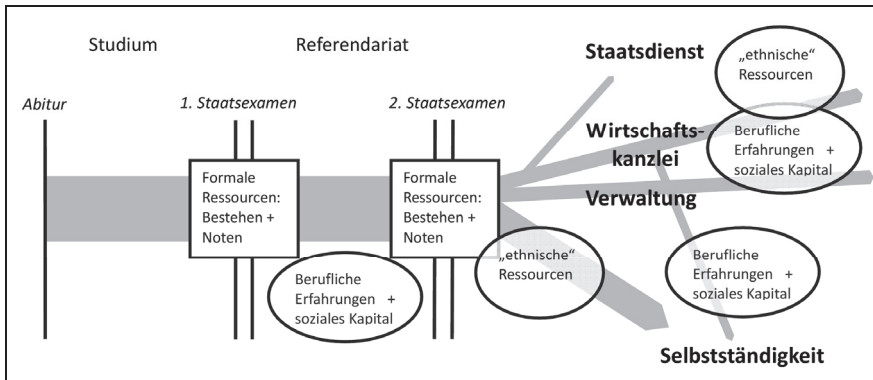 Studium
Referendariat
Abitur
1. Staatsexamen
2. Staatsexamen
Formale
Ressourcen:
Bestehen +
Noten
Berufliche
Erfahrungen +
soziales Kapital
Formale
Ressourcen:
Bestehen +
Noten
„ethnische“
Ressourcen
Staatsdienst
„ethnische“
Ressourcen
Wirtschafts-
kanzlei
Berufliche
Erfahrungen +
soziales Kapital
Verwaltung
Berufliche
Erfahrungen +
soziales Kapital
Selbstständigkeit